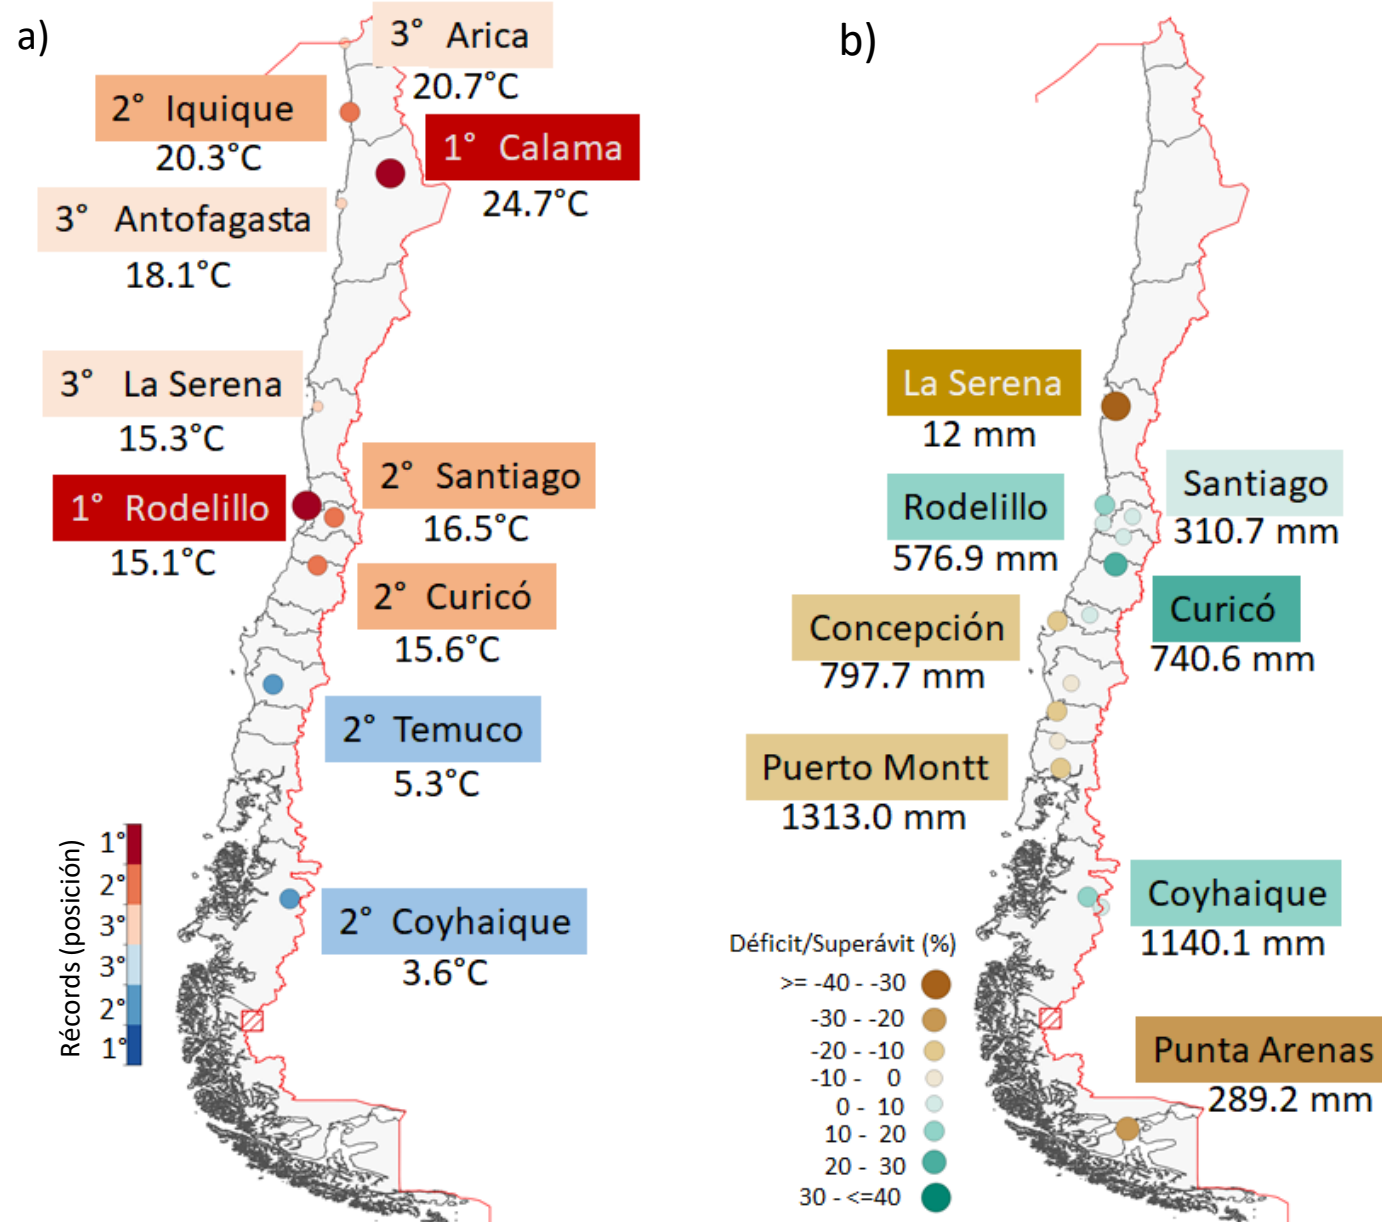 a)
3° Arica
20.7°C
2° Iquique
20.3°C
1° Calama
24.7°C
3° Antofagasta
18.1°C
3° La Serena
15.3°C
2° Santiago
16.5°C
1° Rodelillo
15.1°C
2° Curicó
15.6°C
2° Temuco
5.3°C
2° Coyhaique
3.6°C
Récords (posición)
1°
2°
3°
3°
2°
1°
b)
La Serena
12 mm
Santiago
310.7 mm
Rodelillo
576.9 mm
Curicó
740.6 mm
Concepción
797.7 mm
Puerto Montt
1313.0 mm
Coyhaique
1140.1 mm
Punta Arenas
289.2 mm
Déficit/Superávit (%)
>= -40 - -30
-30 - -20
-20 - -10
-10 - 0
0 - 10
10 - 20
20 - 30
30 - <=40